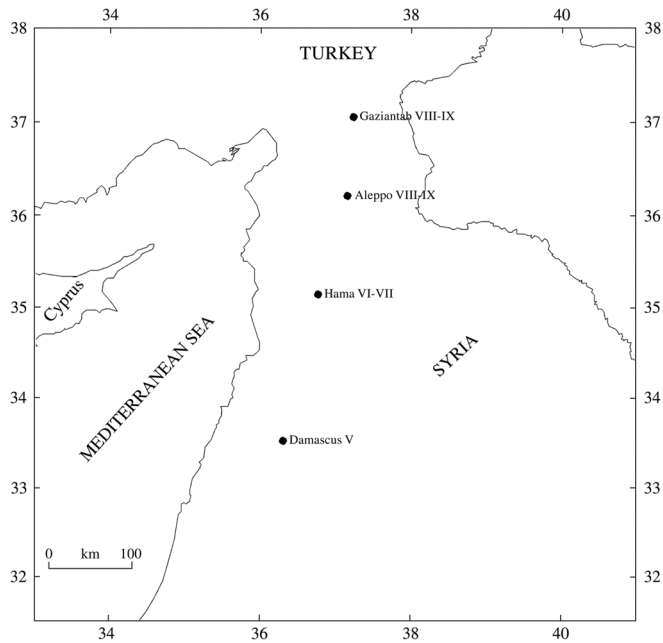 34 36 38 40
38 38
TURKEY
37 37
Gaziantab VIII-IX
Aleppo VIII-IX
36 36
Cyprus
35 35
Hama VI-VII
MEDITERRANEAN SEA
SYRIA
34 34
Damascus V
33 33
0 km 100
32 32
34 36 38 40